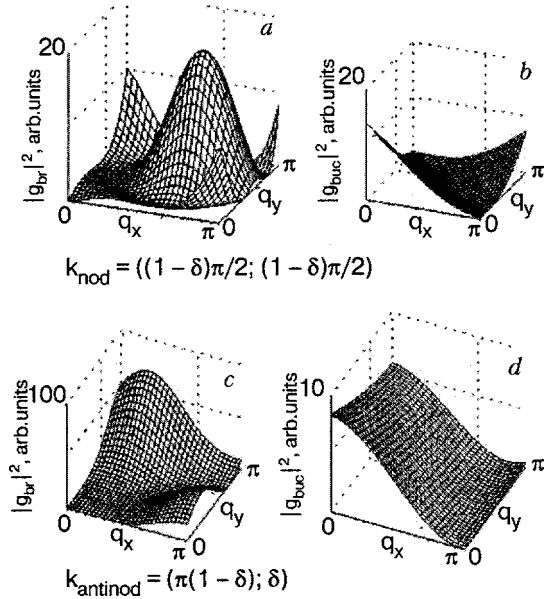 a
20
|g_br|², arb.units
0
q_x
π
0
q_y
π
b
20
|g_buc|², arb.units
0
q_x
π
0
q_y
π
k_nod = ((1 – δ)π/2; (1 – δ)π/2)
c
100
|g_br|², arb.units
0
q_x
π
0
q_y
π
d
10
|g_buc|², arb.units
0
q_x
π
0
q_y
π
k_antinod = (π(1 – δ); δ)